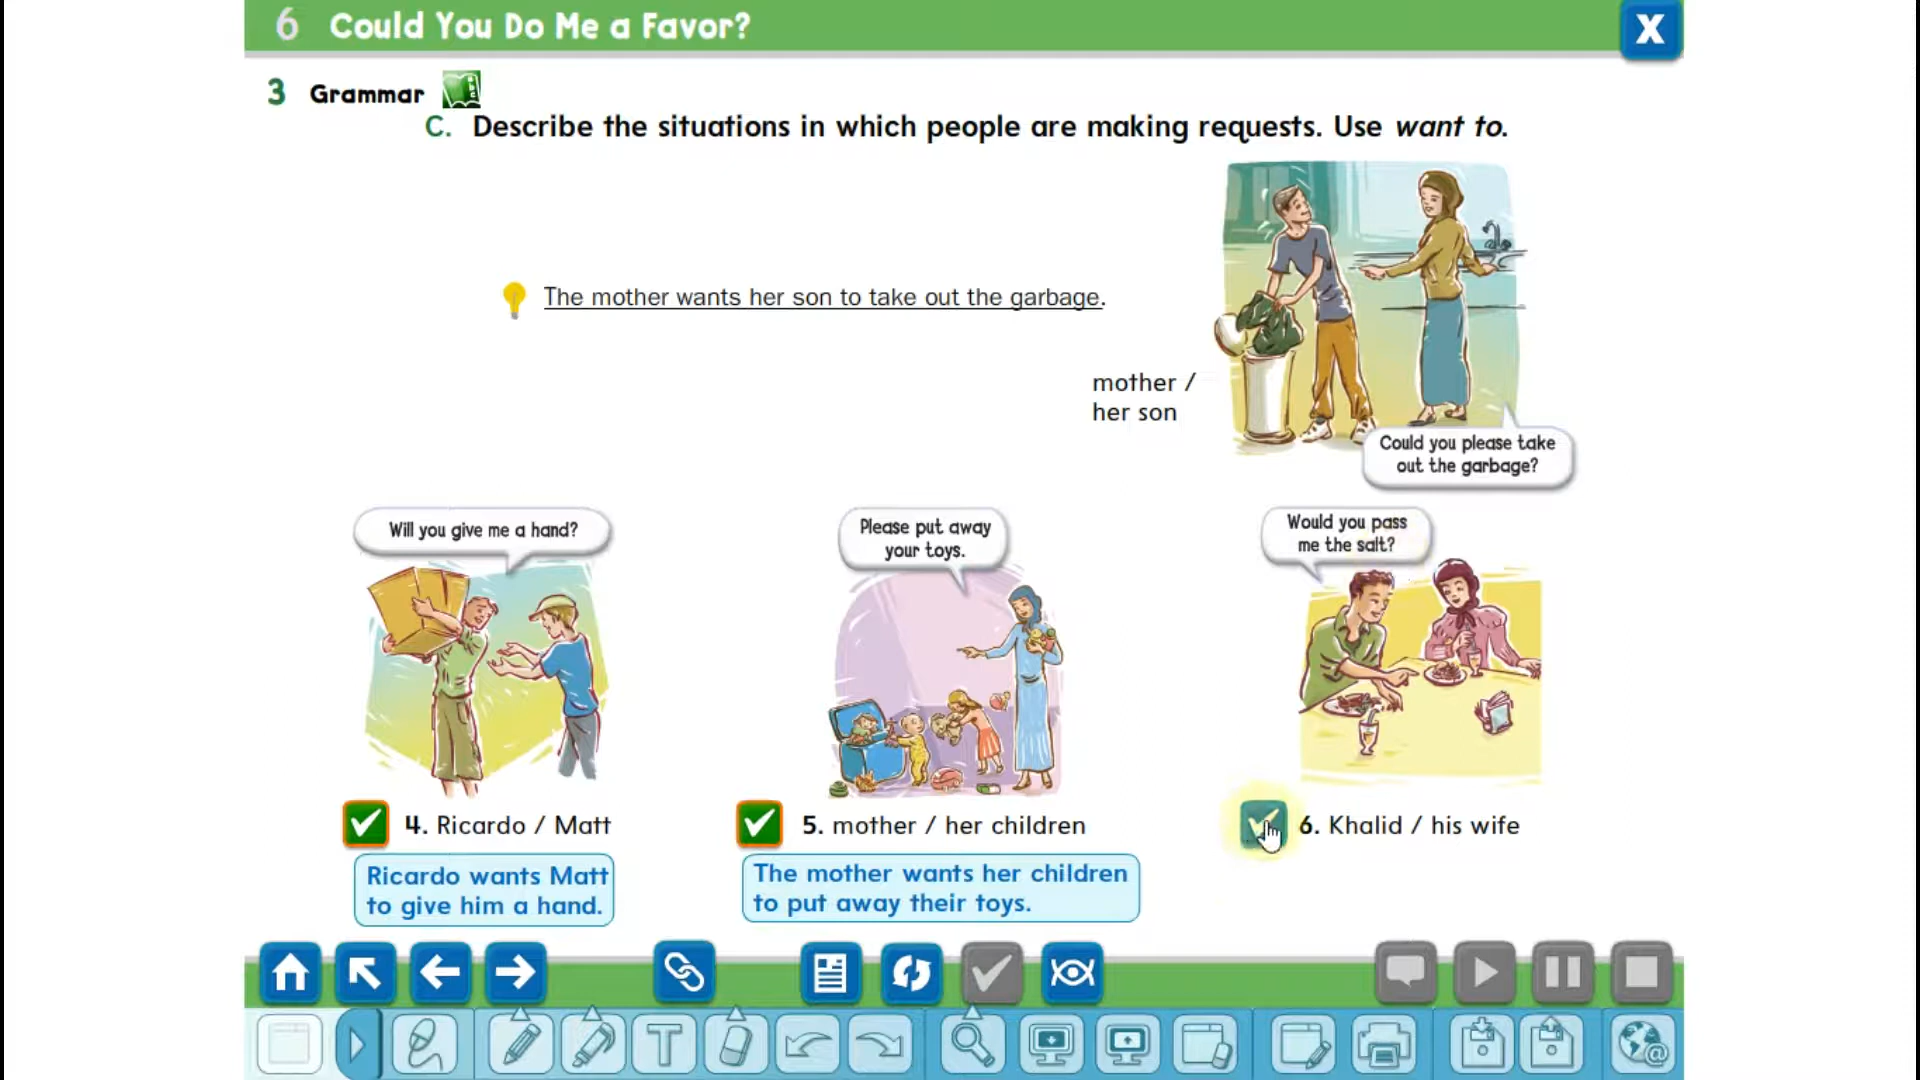 6 Could You Do Me a Favor?
X
3 Grammar
C. Describe the situations in which people are making requests. Use want to.
The mother wants her son to take out the garbage.
mother /
her son
Could you please take
out the garbage?
Will you give me a hand?
Please put away
your toys.
Would you pass
me the salt?
4. Ricardo / Matt
5. mother / her children
6. Khalid / his wife
Ricardo wants Matt
to give him a hand.
The mother wants her children
to put away their toys.
T
@